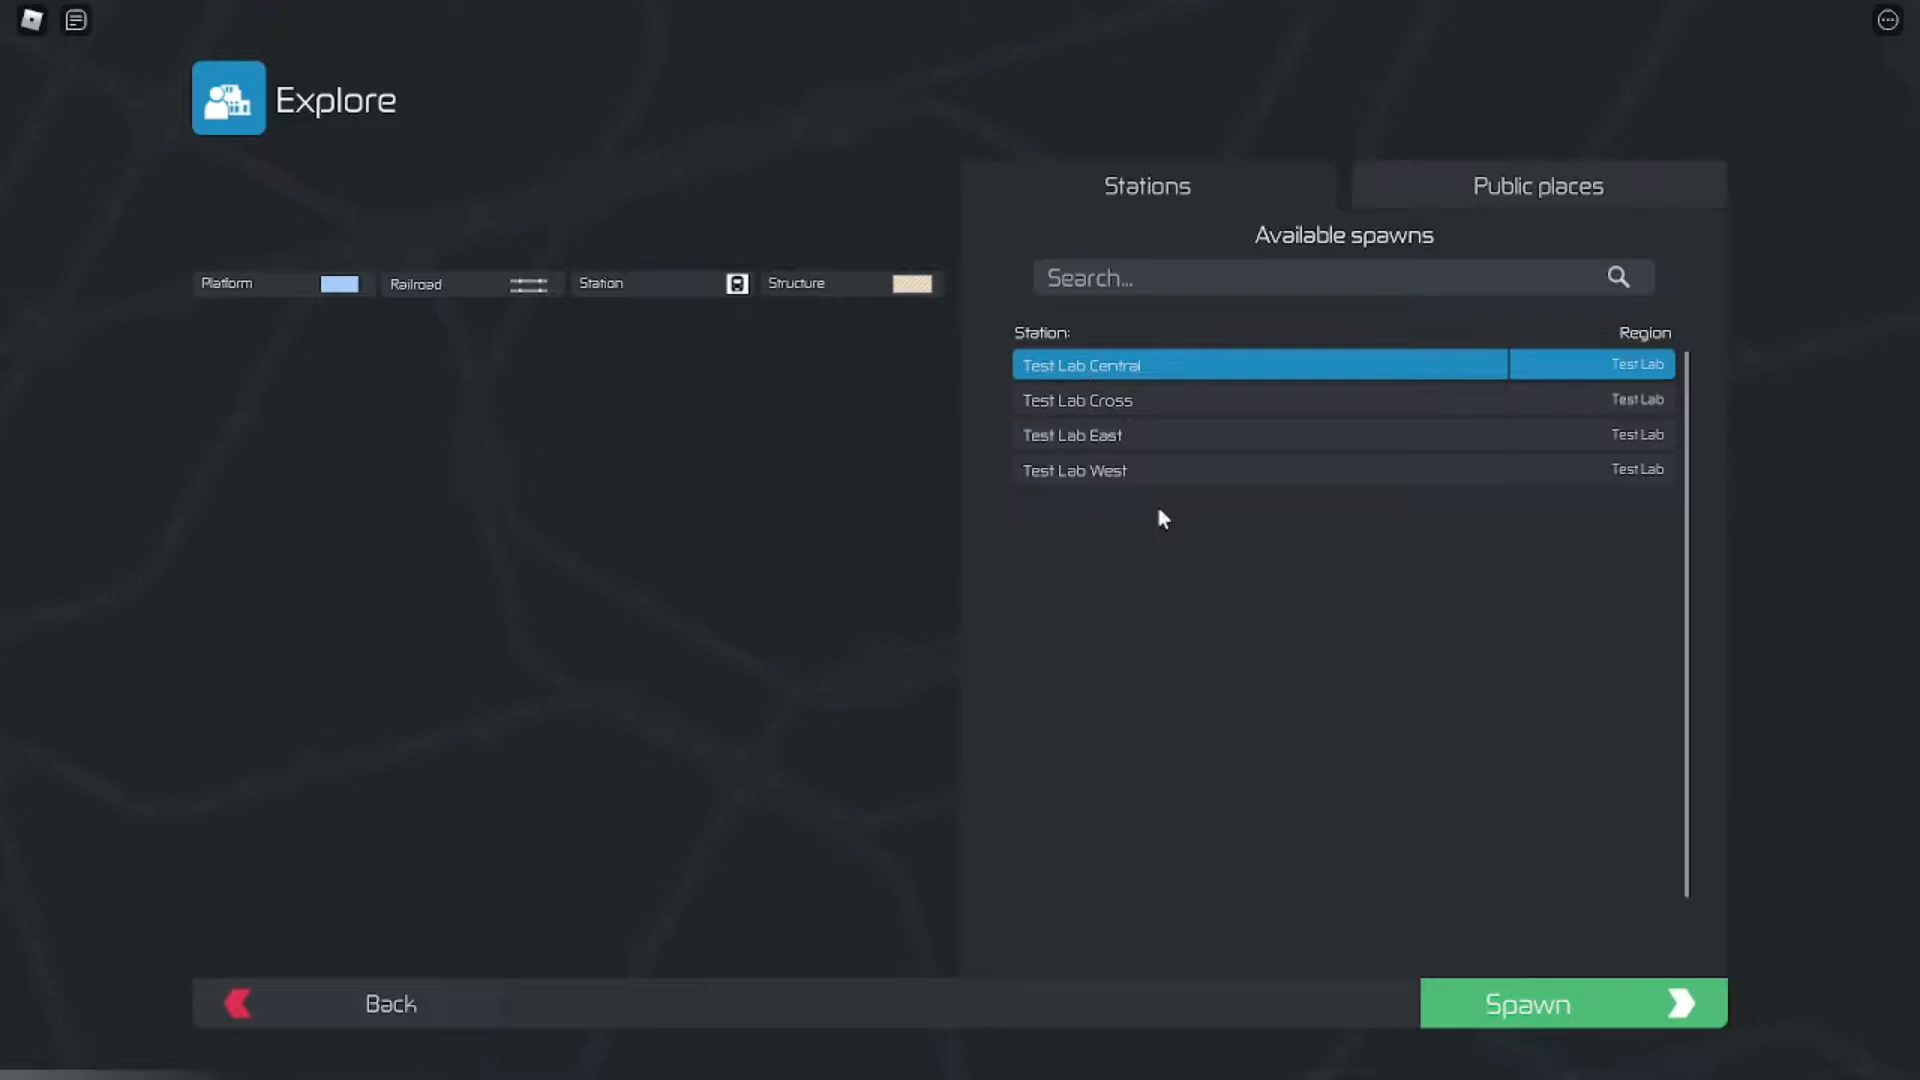 Explore
Stations
Public places
Available spawns
Platform
Railroad
Station
Structure
Search...
Station:
Region
Test Lab Central
Test Lab
Test Lab Cross
Test Lab
Test Lab East
Test Lab
Test Lab West
Test Lab
Back
Spawn